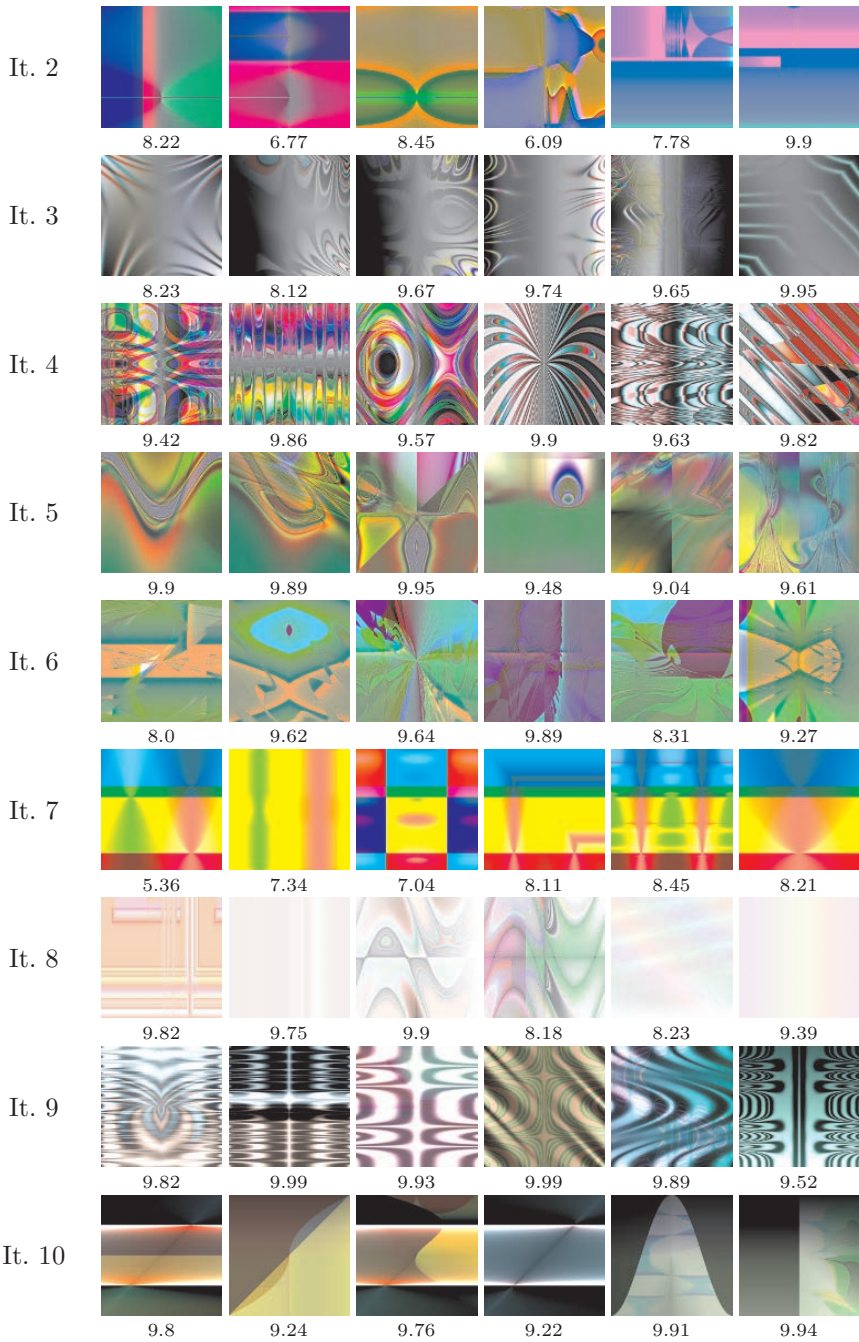 It. 2
8.22 6.77 8.45 6.09 7.78 9.9
It. 3
8.23 8.12 9.67 9.74 9.65 9.95
It. 4
9.42 9.86 9.57 9.9 9.63 9.82
It. 5
9.9 9.89 9.95 9.48 9.04 9.61
It. 6
8.0 9.62 9.64 9.89 8.31 9.27
It. 7
5.36 7.34 7.04 8.11 8.45 8.21
It. 8
9.82 9.75 9.9 8.18 8.23 9.39
It. 9
9.82 9.99 9.93 9.99 9.89 9.52
It. 10
9.8 9.24 9.76 9.22 9.91 9.94